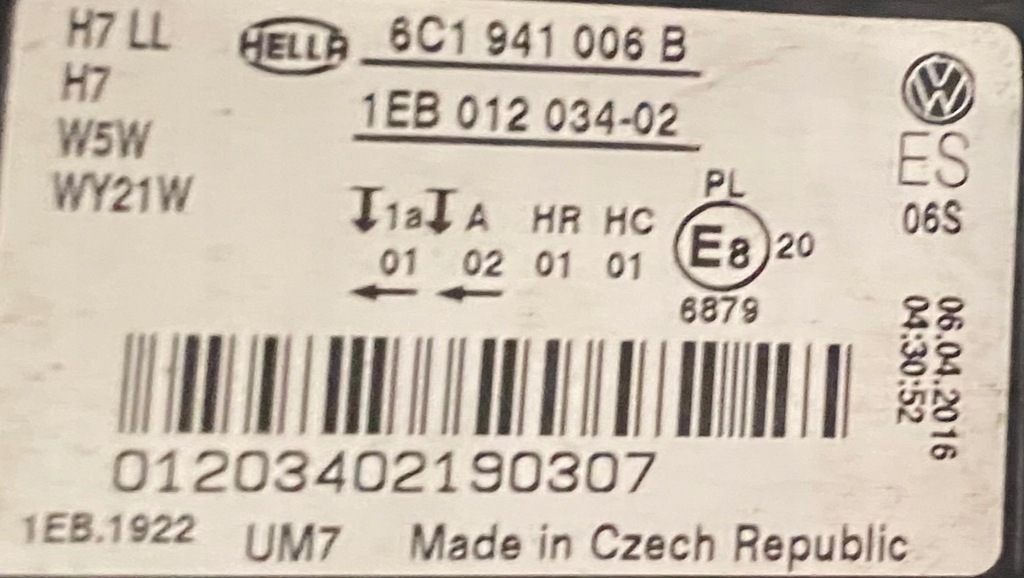 H7 LL
H7
W5W
WY21W
HELLA
6C1 941 006 B
1EB 012 034-02
1a A HR HC
01 02 01 01
PL
E8 20
6879
VW
ES
06S
06.04.2016
04:30:52
01203402190307
1EB.1922 UM7 Made in Czech Republic